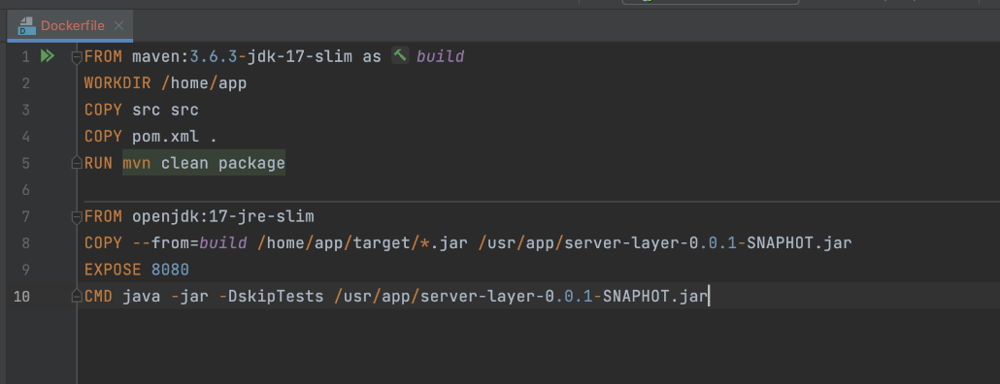 Dockerfile
1 FROM maven:3.6.3-jdk-17-slim as build
2 WORKDIR /home/app
3 COPY src src
4 COPY pom.xml .
5 RUN mvn clean package
6
7 FROM openjdk:17-jre-slim
8 COPY --from=build /home/app/target/*.jar /usr/app/server-layer-0.0.1-SNAPHOT.jar
9 EXPOSE 8080
10 CMD java -jar -DskipTests /usr/app/server-layer-0.0.1-SNAPHOT.jar